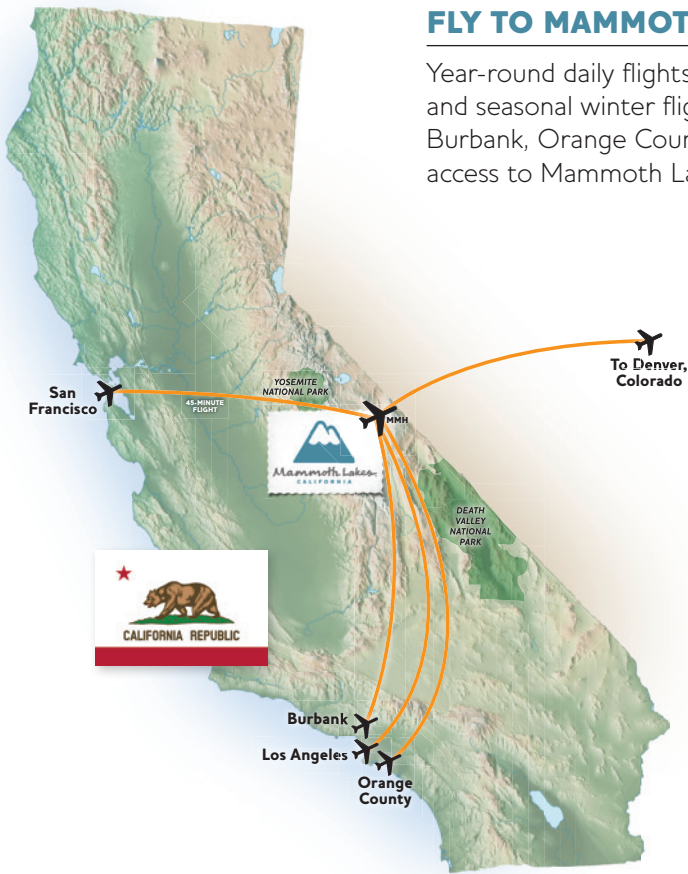 FLY TO MAMMOT
Year-round daily flights
and seasonal winter flig
Burbank, Orange Coun
access to Mammoth La
To Denver,
Colorado
San
Francisco
45-MINUTE
FLIGHT
YOSEMITE
NATIONAL PARK
MMH
Mammoth Lakes
CALIFORNIA
DEATH
VALLEY
NATIONAL
PARK
CALIFORNIA REPUBLIC
Burbank
Los Angeles
Orange
County